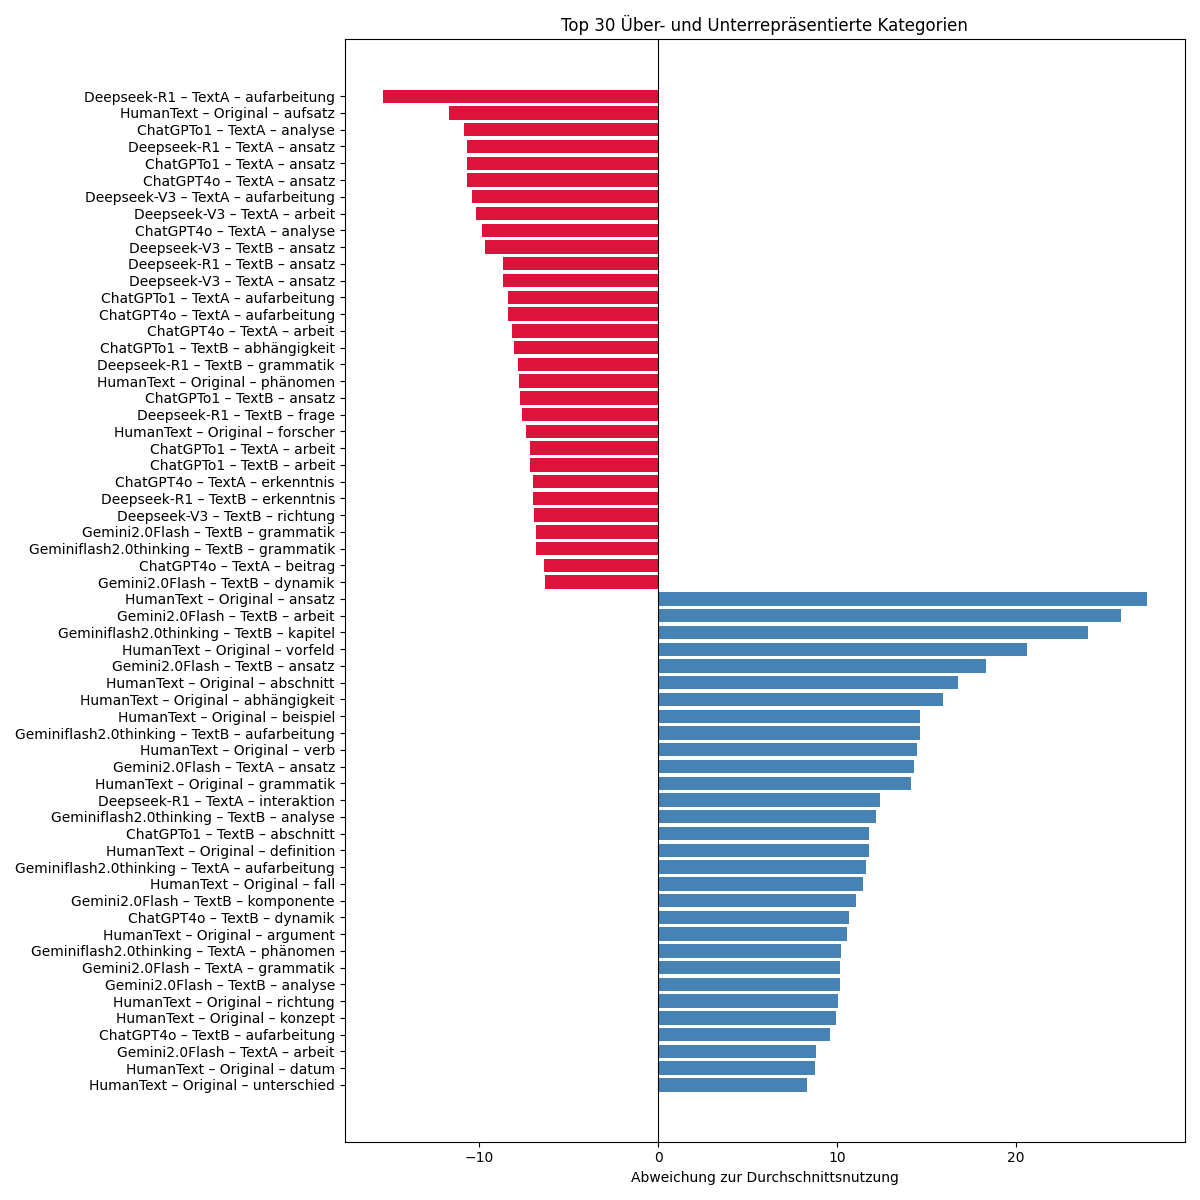 Top 30 Über- und Unterrepräsentierte Kategorien
Deepseek-R1 – TextA – aufarbeitung
HumanText – Original – aufsatz
ChatGPTo1 – TextA – analyse
Deepseek-R1 – TextA – ansatz
ChatGPTo1 – TextA – ansatz
ChatGPT4o – TextA – ansatz
Deepseek-V3 – TextA – aufarbeitung
Deepseek-V3 – TextA – arbeit
ChatGPT4o – TextA – analyse
Deepseek-V3 – TextB – ansatz
Deepseek-R1 – TextB – ansatz
Deepseek-V3 – TextA – ansatz
ChatGPTo1 – TextA – aufarbeitung
ChatGPT4o – TextA – aufarbeitung
ChatGPT4o – TextA – arbeit
ChatGPTo1 – TextB – abhängigkeit
Deepseek-R1 – TextB – grammatik
HumanText – Original – phänomen
ChatGPTo1 – TextB – ansatz
Deepseek-R1 – TextB – frage
HumanText – Original – forscher
ChatGPTo1 – TextA – arbeit
ChatGPTo1 – TextB – arbeit
ChatGPT4o – TextA – erkenntnis
Deepseek-R1 – TextB – erkenntnis
Deepseek-V3 – TextB – richtung
Gemini2.0Flash – TextB – grammatik
Geminiflash2.0thinking – TextB – grammatik
ChatGPT4o – TextA – beitrag
Gemini2.0Flash – TextB – dynamik
HumanText – Original – ansatz
Gemini2.0Flash – TextB – arbeit
Geminiflash2.0thinking – TextB – kapitel
HumanText – Original – vorfeld
Gemini2.0Flash – TextB – ansatz
HumanText – Original – abschnitt
HumanText – Original – abhängigkeit
HumanText – Original – beispiel
Geminiflash2.0thinking – TextB – aufarbeitung
HumanText – Original – verb
Gemini2.0Flash – TextA – ansatz
HumanText – Original – grammatik
Deepseek-R1 – TextA – interaktion
Geminiflash2.0thinking – TextB – analyse
ChatGPTo1 – TextB – abschnitt
HumanText – Original – definition
Geminiflash2.0thinking – TextA – aufarbeitung
HumanText – Original – fall
Gemini2.0Flash – TextB – komponente
ChatGPT4o – TextB – dynamik
HumanText – Original – argument
Geminiflash2.0thinking – TextA – phänomen
Gemini2.0Flash – TextA – grammatik
Gemini2.0Flash – TextB – analyse
HumanText – Original – richtung
HumanText – Original – konzept
ChatGPT4o – TextB – aufarbeitung
Gemini2.0Flash – TextA – arbeit
HumanText – Original – datum
HumanText – Original – unterschied
−10 0 10 20
Abweichung zur Durchschnittsnutzung